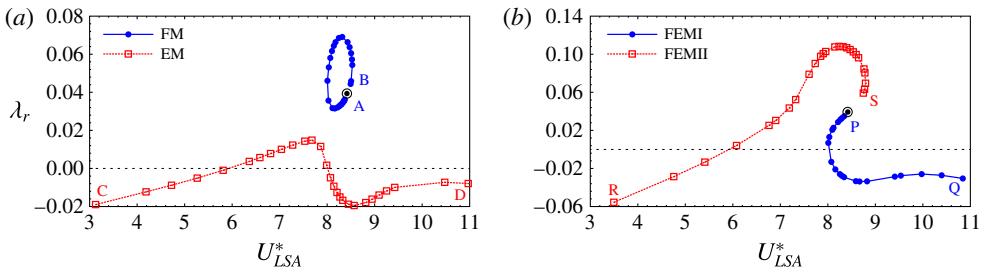 (a)
0.08
0.06
0.04
0.02
0.00
−0.02
λr
FM
EM
B
A
C
D
3 4 5 6 7 8 9 10 11
U*LSA
(b)
0.14
0.10
0.06
0.02
−0.02
−0.06
FEMI
FEMII
S
P
R
Q
3 4 5 6 7 8 9 10 11
U*LSA